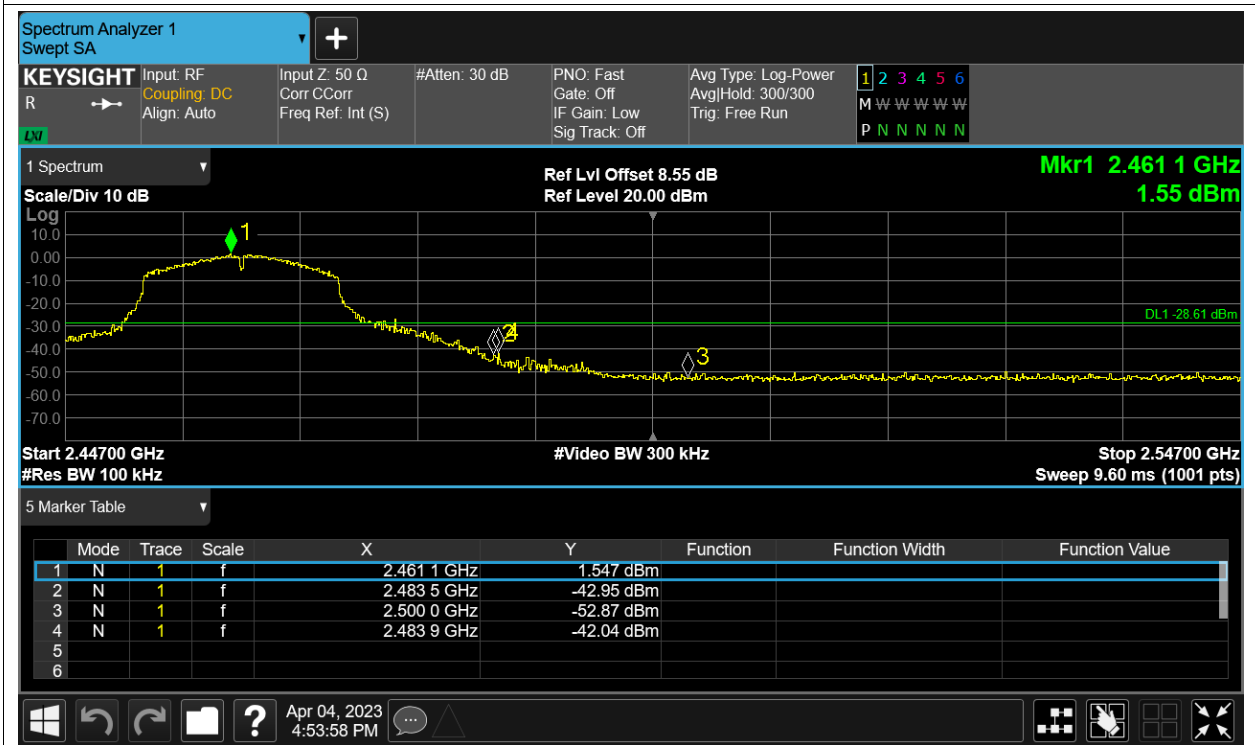 Spectrum Analyzer 1
Swept SA
+
KEYSIGHT Input: RF Input Z: 50 Ω #Atten: 30 dB PNO: Fast Avg Type: Log-Power 1 2 3 4 5 6
R Coupling: DC Corr CCorr Gate: Off Avg|Hold: 300/300 M W W W W W
Align: Auto Freq Ref: Int (S) IF Gain: Low Trig: Free Run
LXI Sig Track: Off P N N N N N
1 Spectrum Ref Lvl Offset 8.55 dB Mkr1 2.461 1 GHz
Scale/Div 10 dB Ref Level 20.00 dBm 1.55 dBm
Log
10.0 1
0.00
-10.0
-20.0
DL1 -28.61 dBm
-30.0
-40.0
3
-50.0
-60.0
-70.0
Start 2.44700 GHz #Video BW 300 kHz Stop 2.54700 GHz
#Res BW 100 kHz Sweep 9.60 ms (1001 pts)
5 Marker Table
Mode Trace Scale X Y Function Function Width Function Value
1 N 1 f 2.461 1 GHz 1.547 dBm
2 N 1 f 2.483 5 GHz -42.95 dBm
3 N 1 f 2.500 0 GHz -52.87 dBm
4 N 1 f 2.483 9 GHz -42.04 dBm
5
6
? Apr 04, 2023
4:53:58 PM